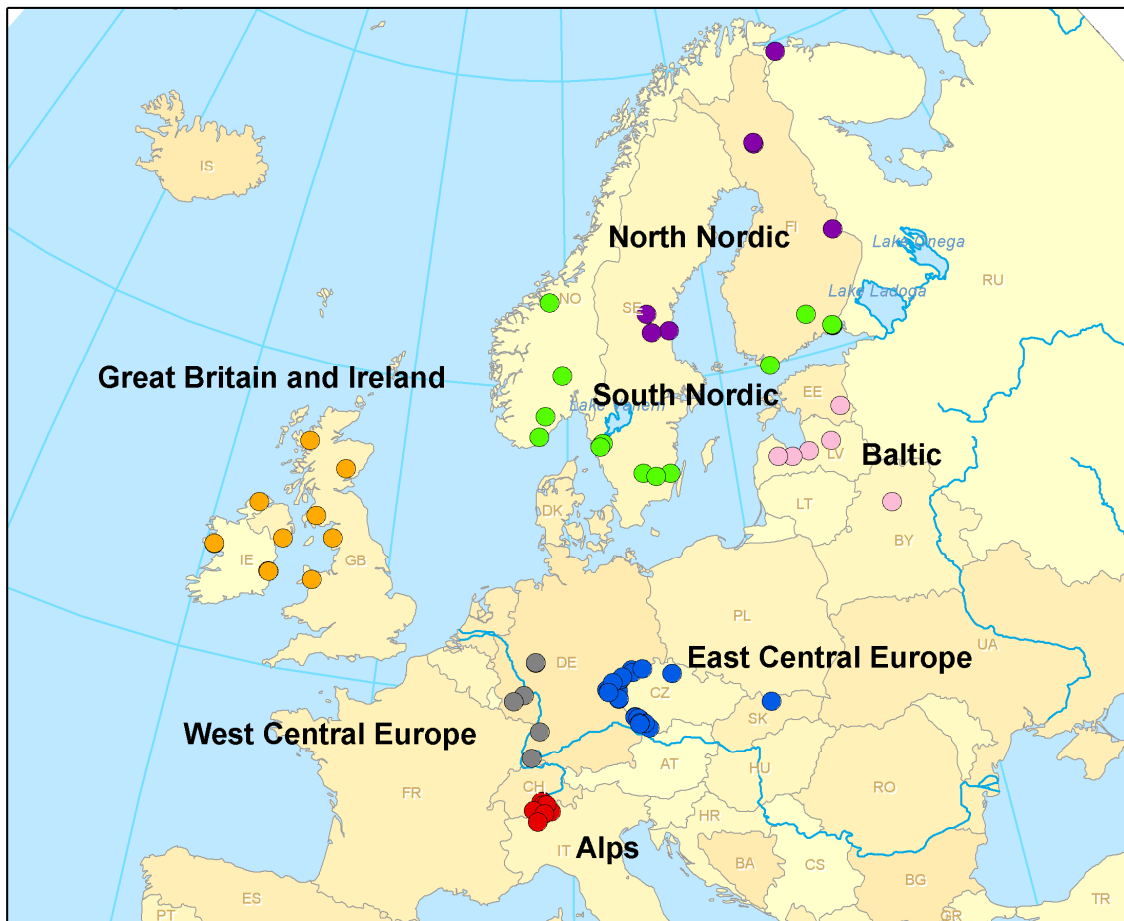 IS
North Nordic
FI
Lake Onega
RU
Lake Ladoga
NO
SE
Great Britain and Ireland
South Nordic
EE
LV
Baltic
LT
DK
BY
IE
GB
PL
UA
DE
East Central Europe
CZ
SK
West Central Europe
AT
HU
FR
CH
RO
HR
IT
Alps
BA
CS
BG
ES
PT
GR
TR